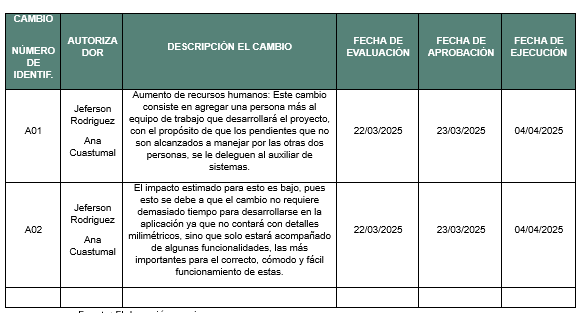 CAMBIO
NÚMERO
DE
IDENTIF.
AUTORIZA
DOR
DESCRIPCIÓN EL CAMBIO
FECHA DE
EVALUACIÓN
FECHA DE
APROBACIÓN
FECHA DE
EJECUCIÓN
A01
Jeferson
Rodriguez
Ana
Cuastumal
Aumento de recursos humanos: Este cambio
consiste en agregar una persona más al
equipo de trabajo que desarrollará el proyecto,
con el propósito de que los pendientes que no
son alcanzados a manejar por las otras dos
personas, se le deleguen al auxiliar de
sistemas.
22/03/2025
23/03/2025
04/04/2025
A02
Jeferson
Rodriguez
Ana
Cuastumal
El impacto estimado para esto es bajo, pues
esto se debe a que el cambio no requiere
demasiado tiempo para desarrollarse en la
aplicación ya que no contará con detalles
milimétricos, sino que solo estará acompañado
de algunas funcionalidades, las más
importantes para el correcto, cómodo y fácil
funcionamiento de estas.
22/03/2025
23/03/2025
04/04/2025